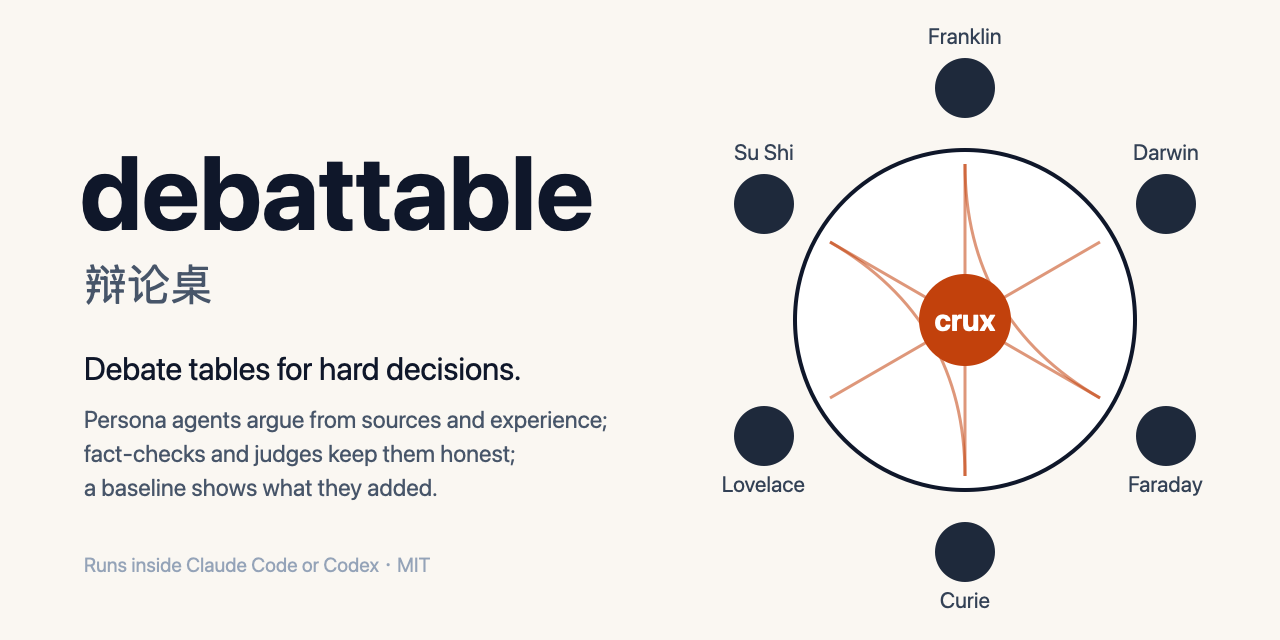 debattable
辩论桌
Debate tables for hard decisions.
Persona agents argue from sources and experience;
fact-checks and judges keep them honest;
a baseline shows what they added.
Runs inside Claude Code or Codex · MIT
Franklin
Su Shi
Darwin
crux
Lovelace
Faraday
Curie